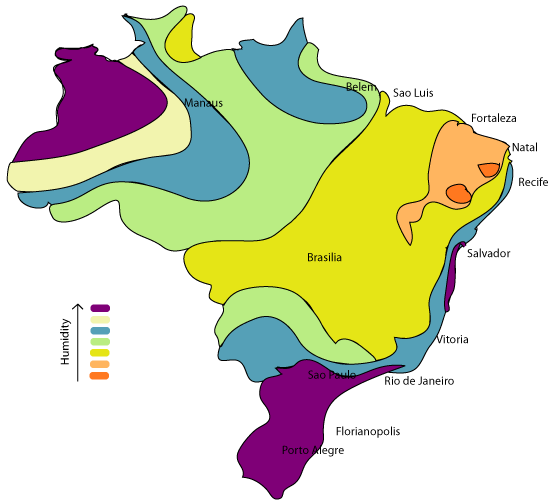 Manaus
Belem
Sao Luis
Fortaleza
Natal
Recife
Salvador
Brasilia
Vitoria
Humidity
Sao Paulo
Rio de Janeiro
Florianopolis
Porto Alegre